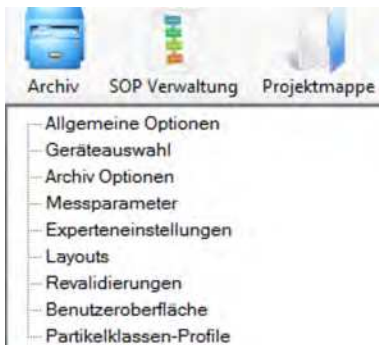 Archiv SOP Verwaltung Projektmappe
Allgemeine Optionen
Geräteauswahl
Archiv Optionen
Messparameter
Experteneinstellungen
Layouts
Revalidierungen
Benutzeroberfläche
Partikelklassen-Profile